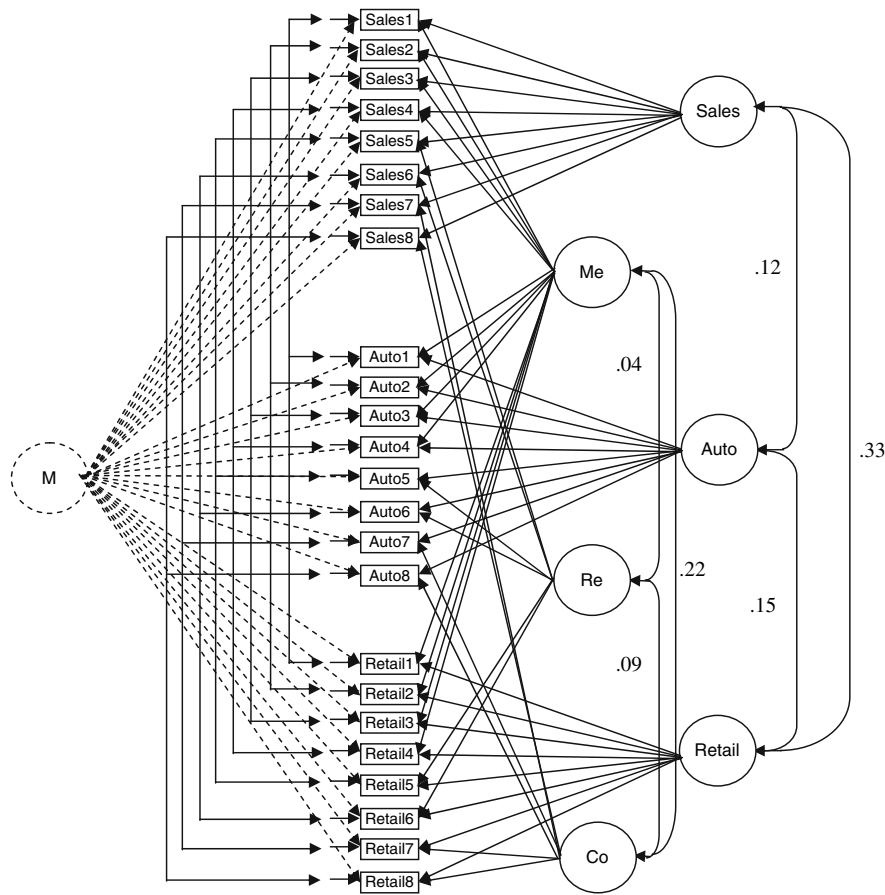 Sales1
Sales2
Sales3
Sales4
Sales5
Sales6
Sales7
Sales8
Auto1
Auto2
Auto3
Auto4
Auto5
Auto6
Auto7
Auto8
Retail1
Retail2
Retail3
Retail4
Retail5
Retail6
Retail7
Retail8
M
Sales
Me
Auto
Re
Retail
Co
.12
.04
.33
.22
.15
.09